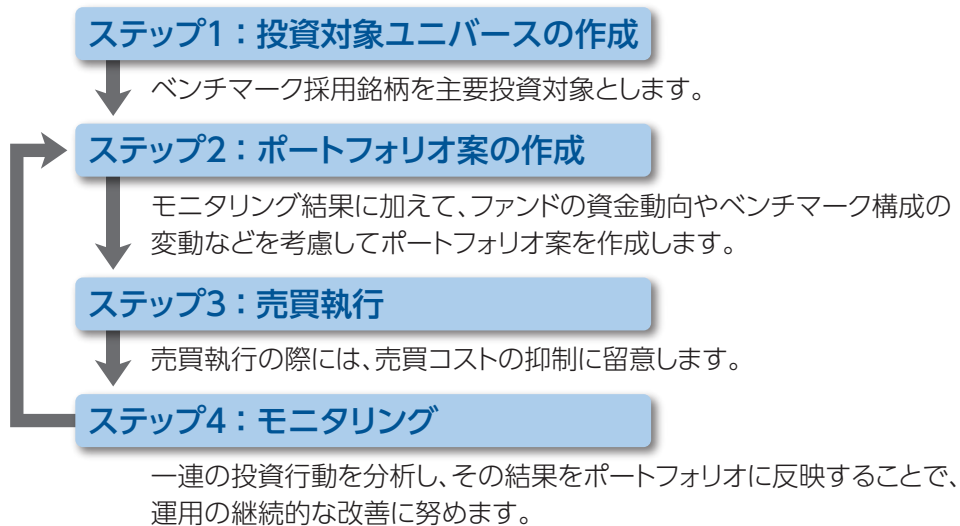 ステップ1：投資対象ユニバースの作成
ベンチマーク採用銘柄を主要投資対象とします。
ステップ2：ポートフォリオ案の作成
モニタリング結果に加えて、ファンドの資金動向やベンチマーク構成の
変動などを考慮してポートフォリオ案を作成します。
ステップ3：売買執行
売買執行の際には、売買コストの抑制に留意します。
ステップ4：モニタリング
一連の投資行動を分析し、その結果をポートフォリオに反映することで、
運用の継続的な改善に努めます。